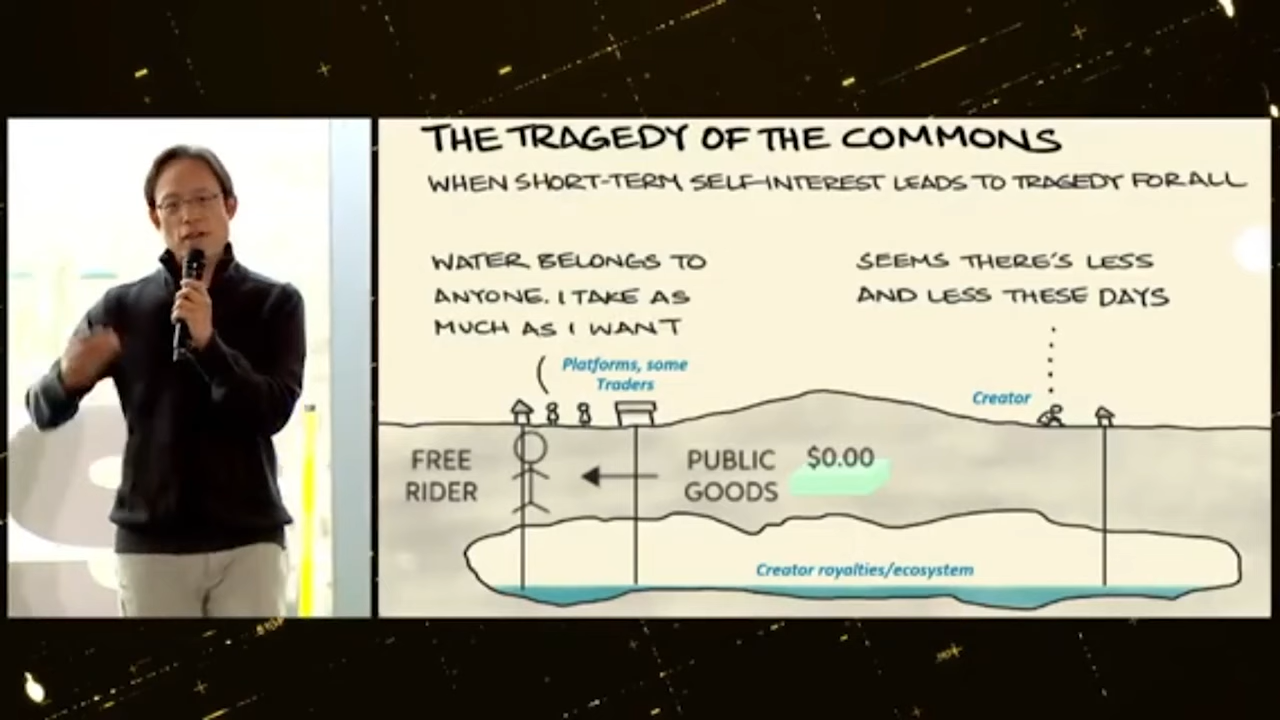 THE TRAGEDY OF THE COMMONS
WHEN SHORT-TERM SELF-INTEREST LEADS TO TRAGEDY FOR ALL
WATER BELONGS TO
ANYONE. I TAKE AS
MUCH AS I WANT
SEEMS THERE'S LESS
AND LESS THESE DAYS
Platforms, some
Traders
Creator
FREE
RIDER
PUBLIC
GOODS
$0.00
Creator royalties/ecosystem